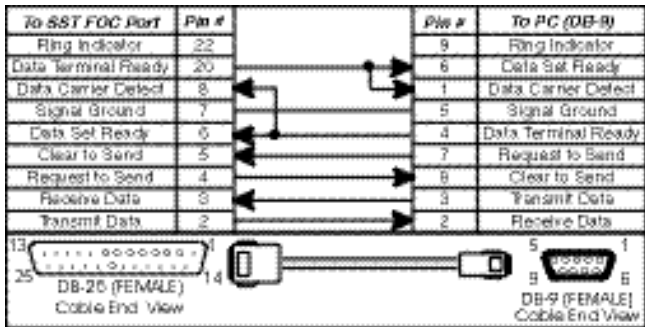 To SST FOC Port Pin # Pin # To PC (DB-9)
Ring Indicator 22 9 Ring Indicator
Data Terminal Ready 20 6 Data Set Ready
Data Carrier Detect 8 1 Data Carrier Detect
Signal Ground 7 5 Signal Ground
Data Set Ready 6 4 Data Terminal Ready
Clear to Send 5 7 Request to Send
Request to Send 4 8 Clear to Send
Receive Data 3 3 Transmit Data
Transmit Data 2 2 Receive Data
13 1 5 1
25 14 9 6
DB-25 (FEMALE) DB-9 (FEMALE)
Cable End View Cable End View